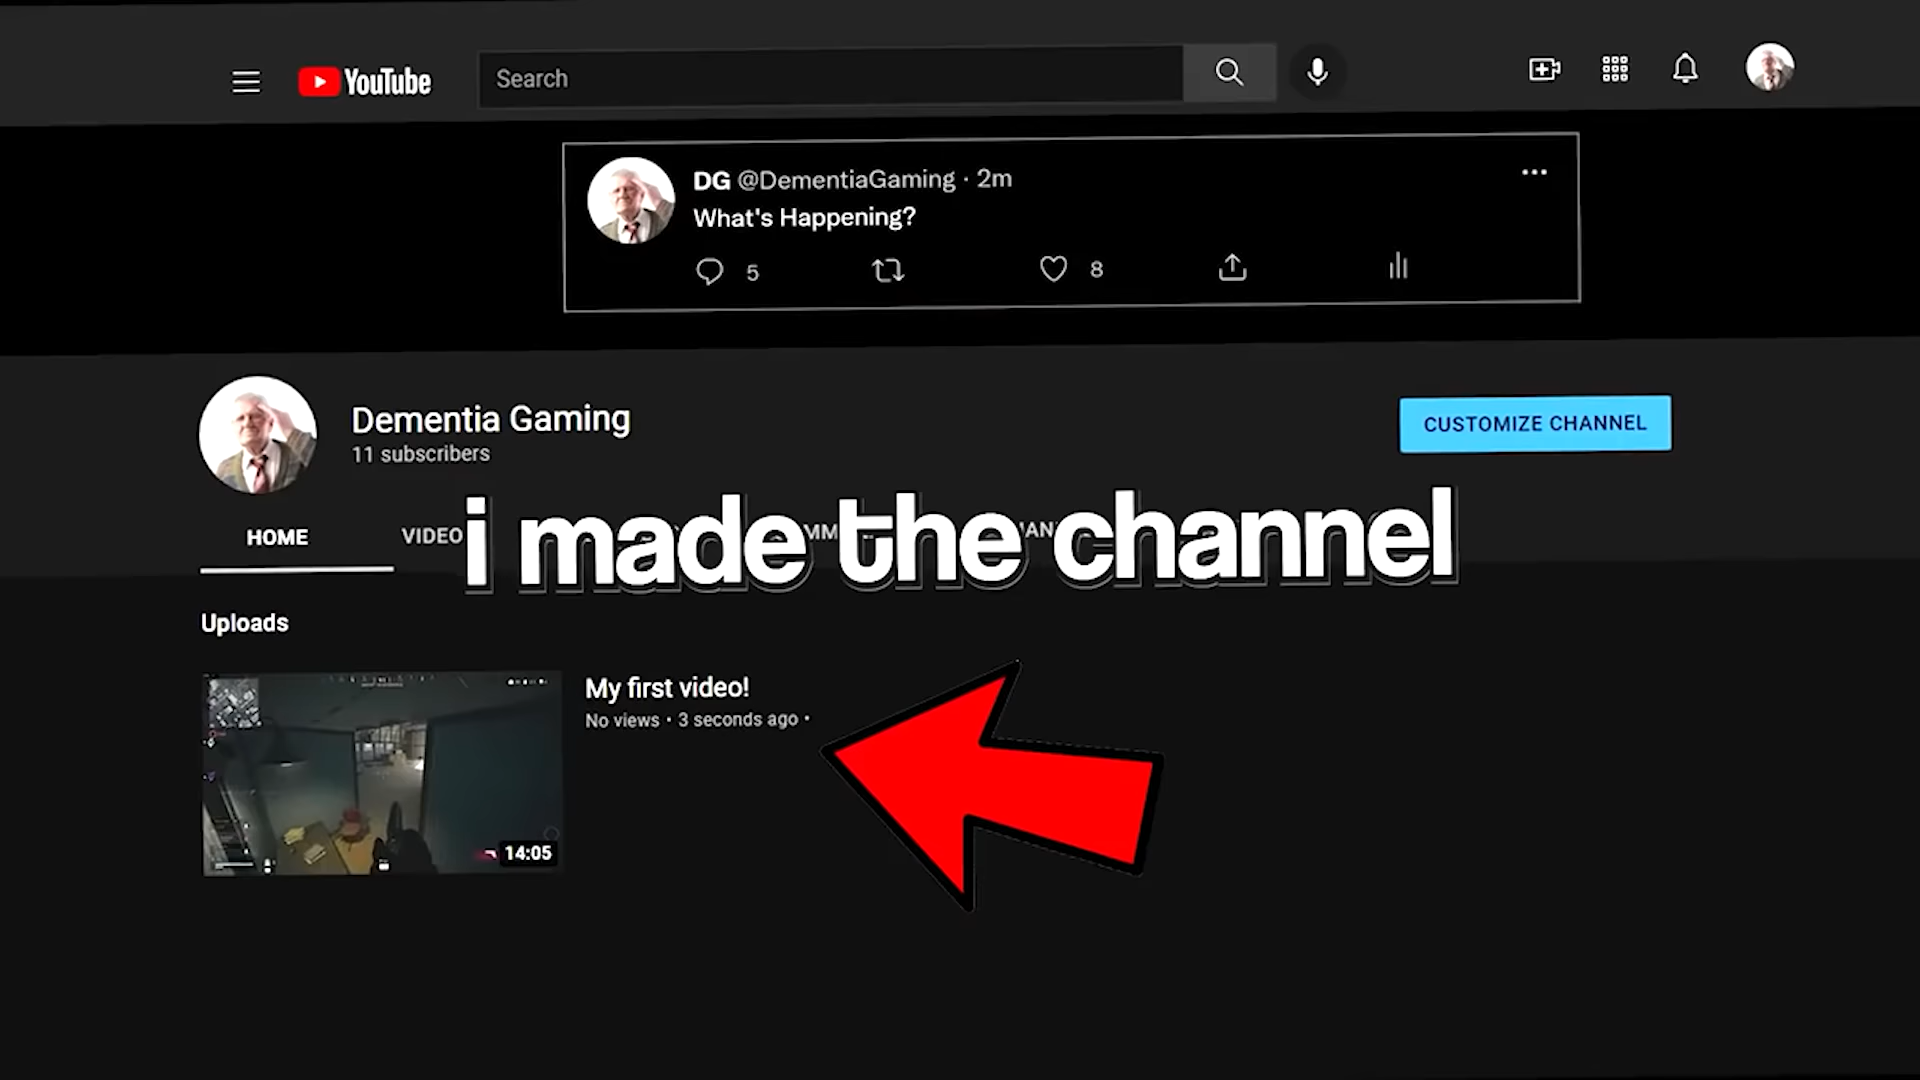 YouTube
Search
DG @DementiaGaming · 2m
What's Happening?
5
8
Dementia Gaming
11 subscribers
CUSTOMIZE CHANNEL
HOME
VIDEO
i made the channel
Uploads
My first video!
No views • 3 seconds ago •
14:05